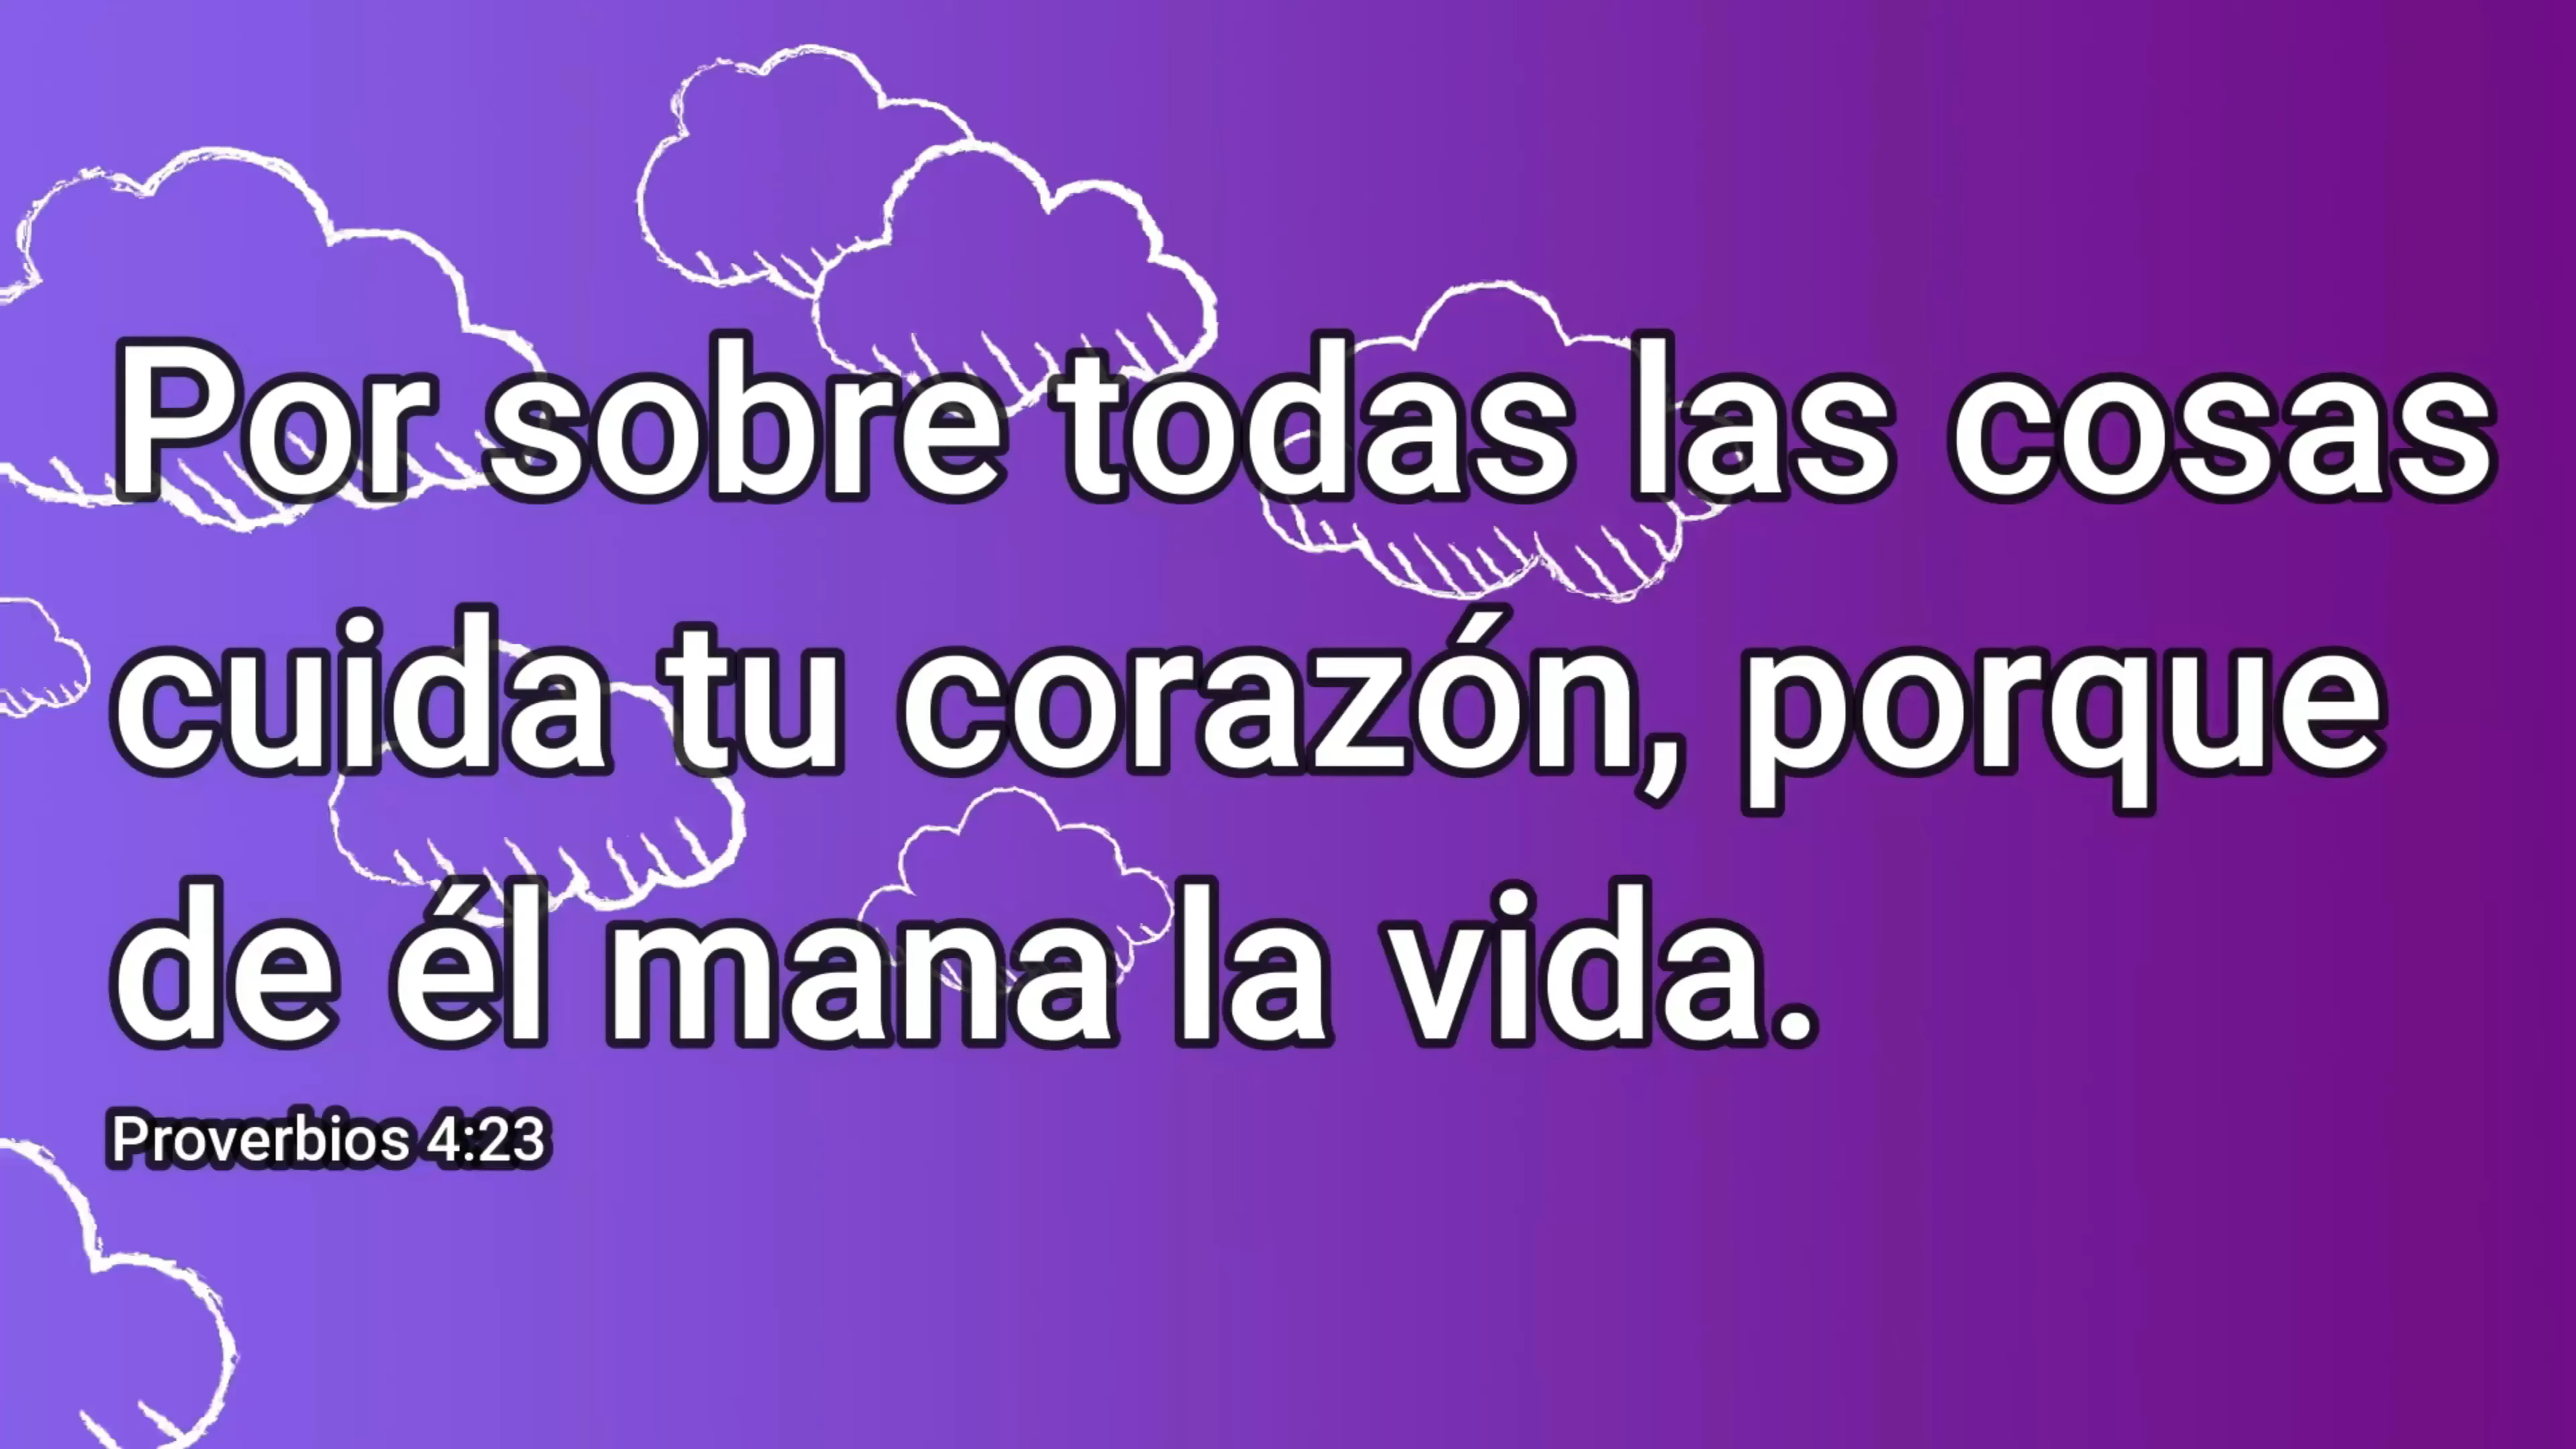 Por sobre todas las cosas
cuida tu corazón, porque
de él mana la vida.
Proverbios 4:23